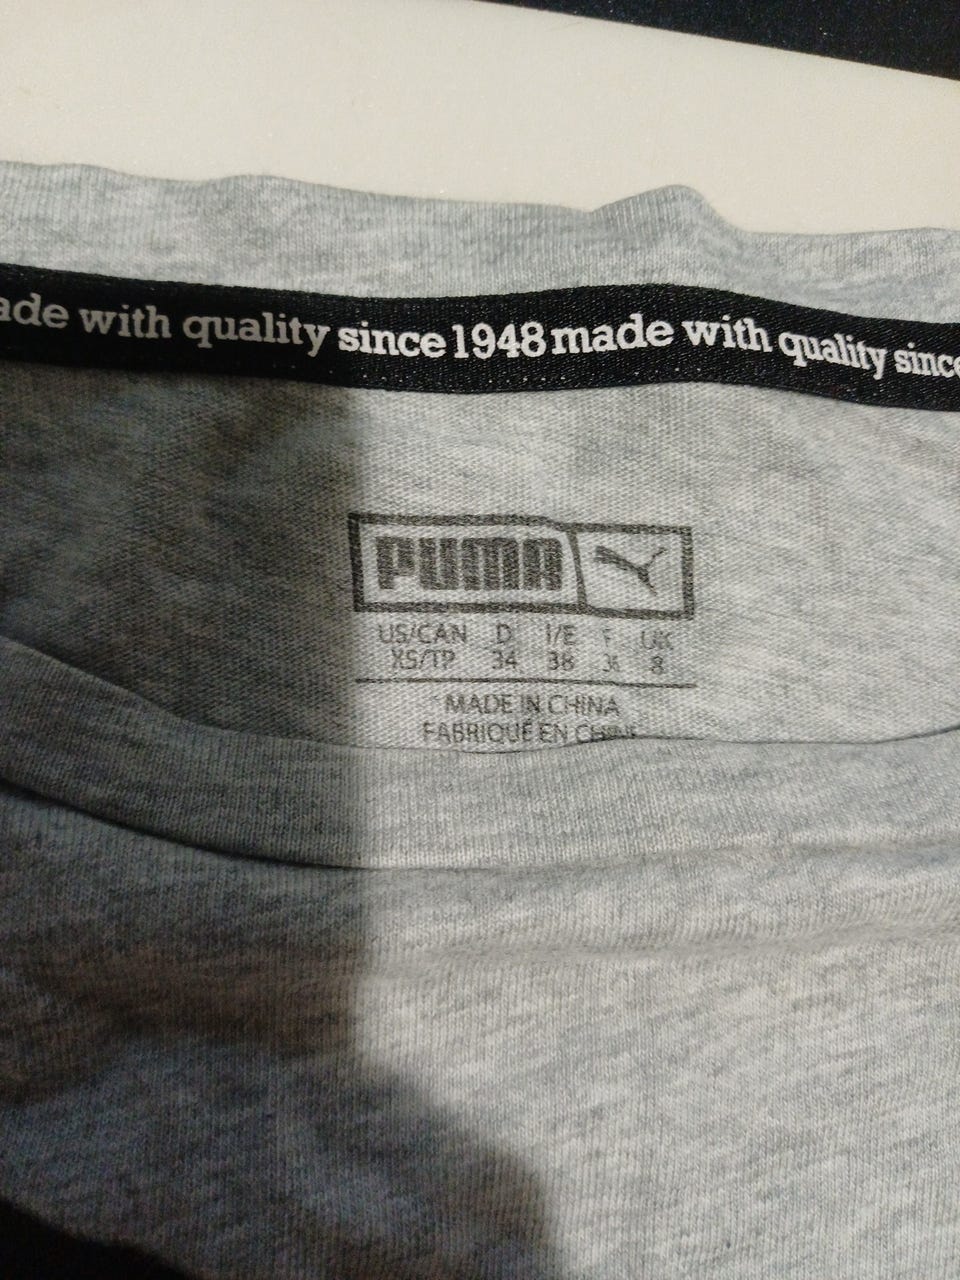 ade with quality since 1948 made with quality since
PUMA
US/CAN D I/E F UK
XS/TP 34 38 8
MADE IN CHINA
FABRIQUÉ EN CHINE